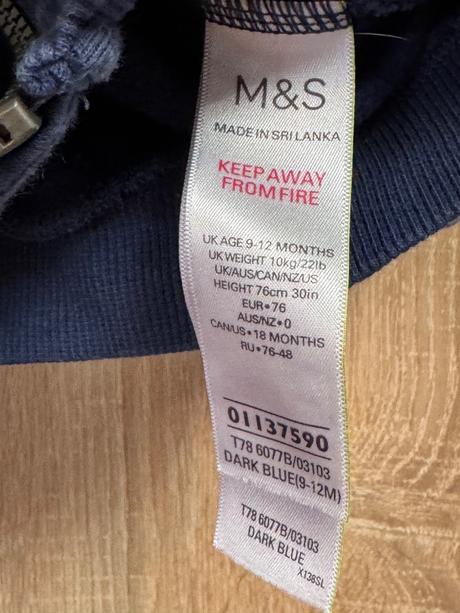 M&S
MADE IN SRI LANKA
KEEP AWAY
FROM FIRE
UK AGE 9-12 MONTHS
UK WEIGHT 10kg/22lb
UK/AUS/CAN/NZ/US
HEIGHT 76cm 30in
EUR•76
AUS/NZ•0
CAN/US•18 MONTHS
RU•76-48
01137590
T78 6077B/03103
DARK BLUE(9-12M)
T78 6077B/03103
DARK BLUE
X138SL